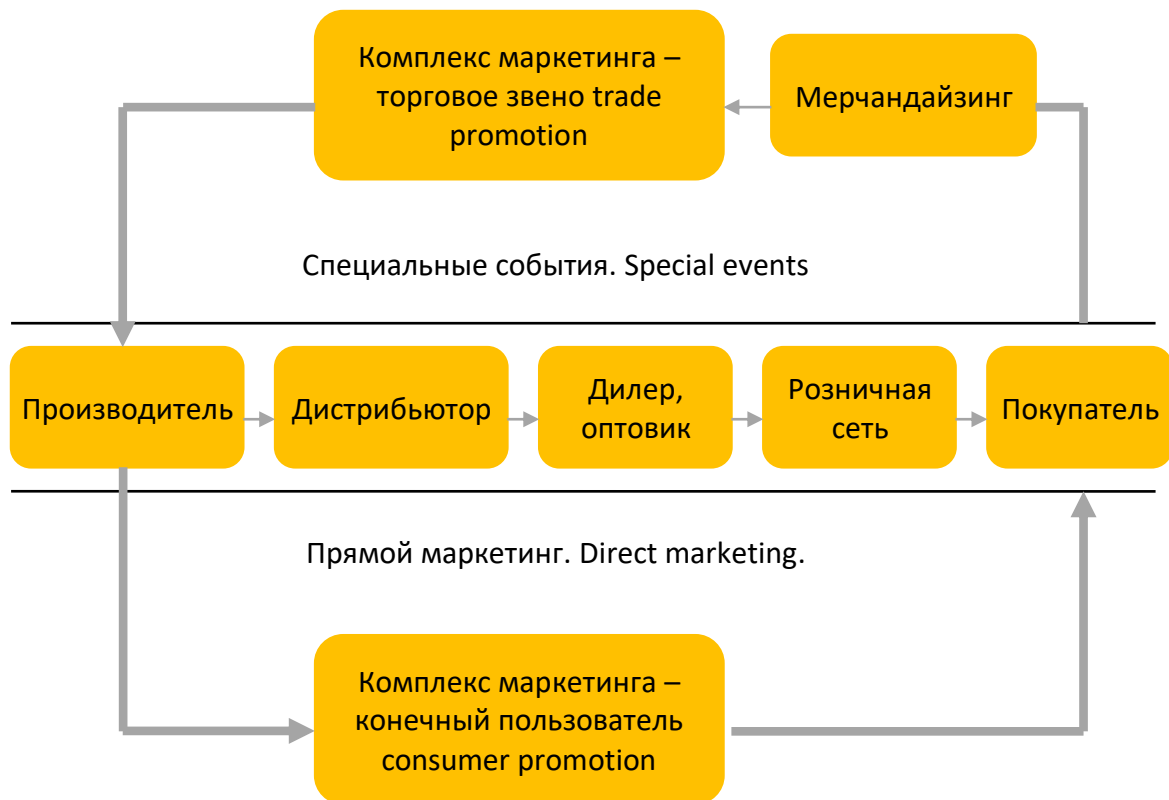 Комплекс маркетинга –
торговое звено trade
promotion
Мерчандайзинг
Специальные события. Special events
Производитель
Дистрибьютор
Дилер,
оптовик
Розничная
сеть
Покупатель
Прямой маркетинг. Direct marketing.
Комплекс маркетинга –
конечный пользователь
consumer promotion